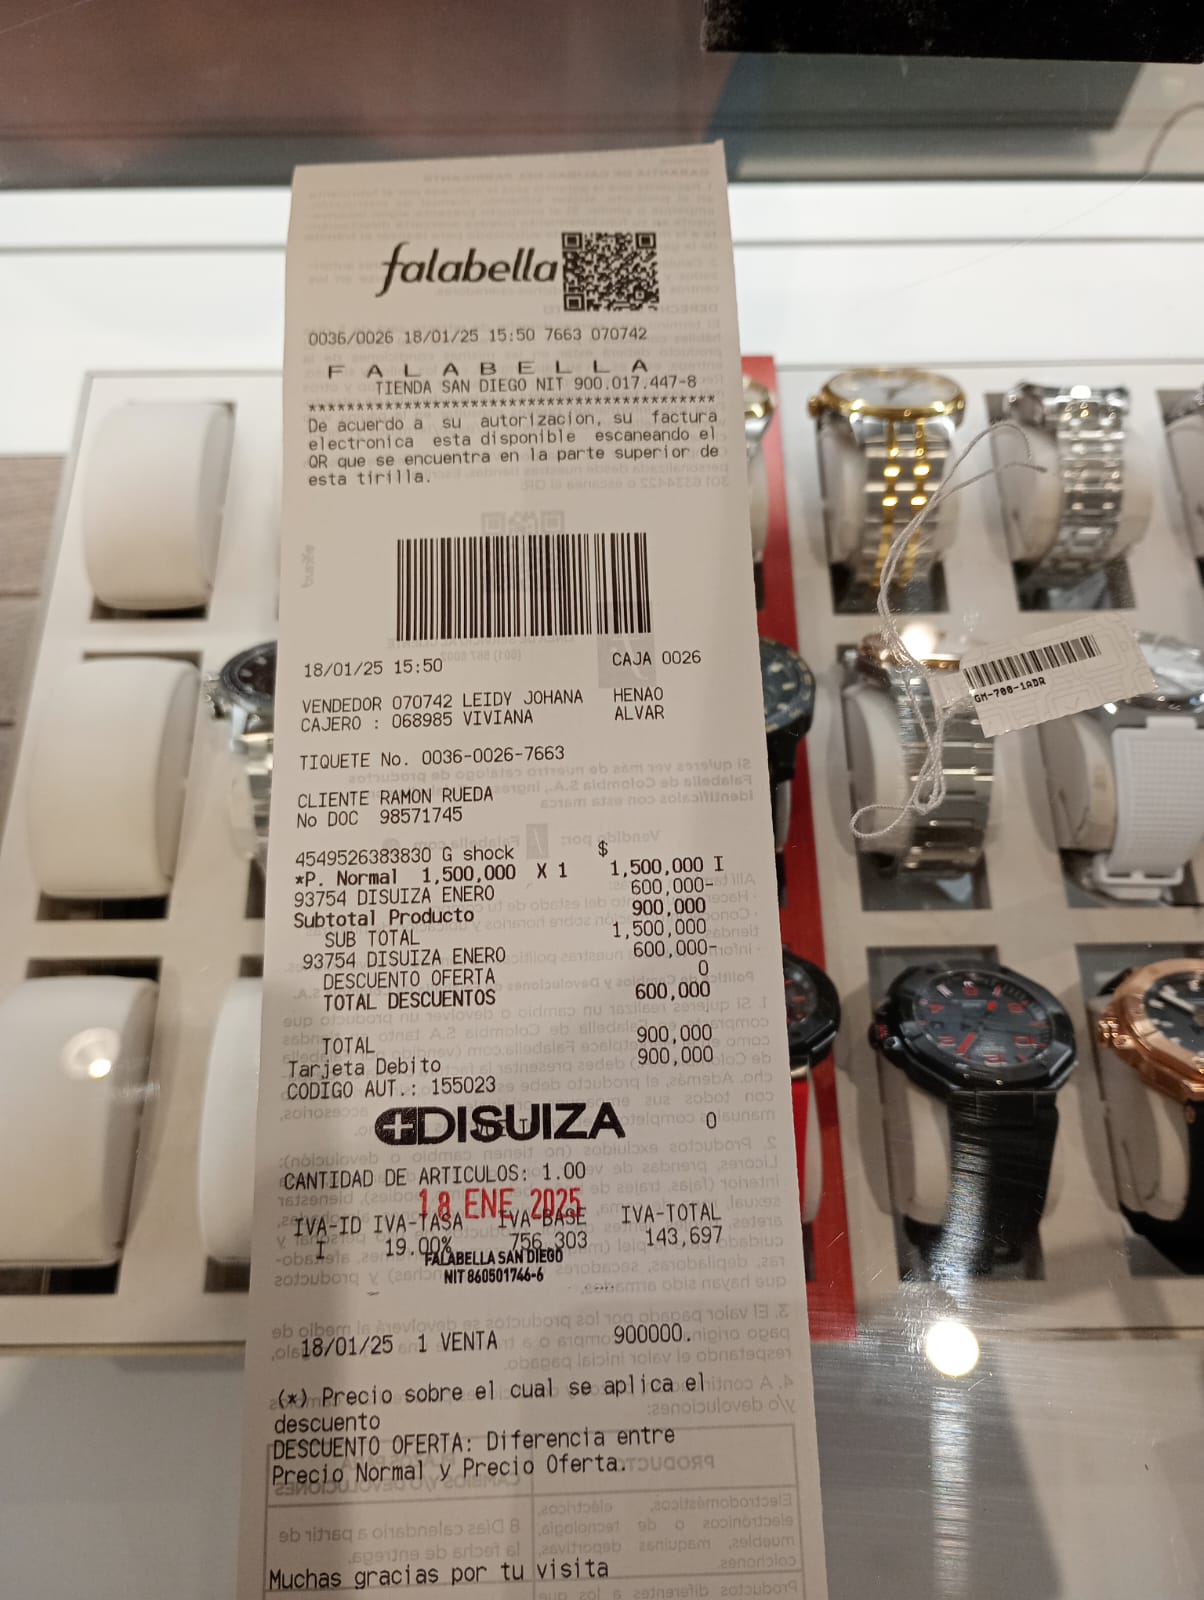 falabella
0036/0026 18/01/25 15:50 7663 070742
F A L A B E L L A
TIENDA SAN DIEGO NIT 900.017.447-8
******************************************
De acuerdo a su autorizacion, su factura
electronica esta disponible escaneando el
QR que se encuentra en la parte superior de
esta tirilla.
18/01/25 15:50 CAJA 0026
VENDEDOR 070742 LEIDY JOHANA HENAO
CAJERO : 068985 VIVIANA ALVAR
TIQUETE No. 0036-0026-7663
CLIENTE RAMON RUEDA
No DOC 98571745
4549526383830 G shock $
*P. Normal 1,500,000 X 1 1,500,000 I
93754 DISUIZA ENERO 600,000-
Subtotal Producto 900,000
SUB TOTAL 1,500,000
93754 DISUIZA ENERO 600,000-
DESCUENTO OFERTA 0
TOTAL DESCUENTOS 600,000
TOTAL 900,000
Tarjeta Debito 900,000
CODIGO AUT.: 155023
DISUIZA 0
CANTIDAD DE ARTICULOS: 1.00
18 ENE 2025
IVA-ID IVA-TASA IVA-BASE IVA-TOTAL
I 19.00% 756,303 143,697
FALABELLA SAN DIEGO
NIT 860501746-6
18/01/25 1 VENTA 900000.
(*) Precio sobre el cual se aplica el
descuento
DESCUENTO OFERTA: Diferencia entre
Precio Normal y Precio Oferta.
Muchas gracias por tu visita
GM-700-1ADR